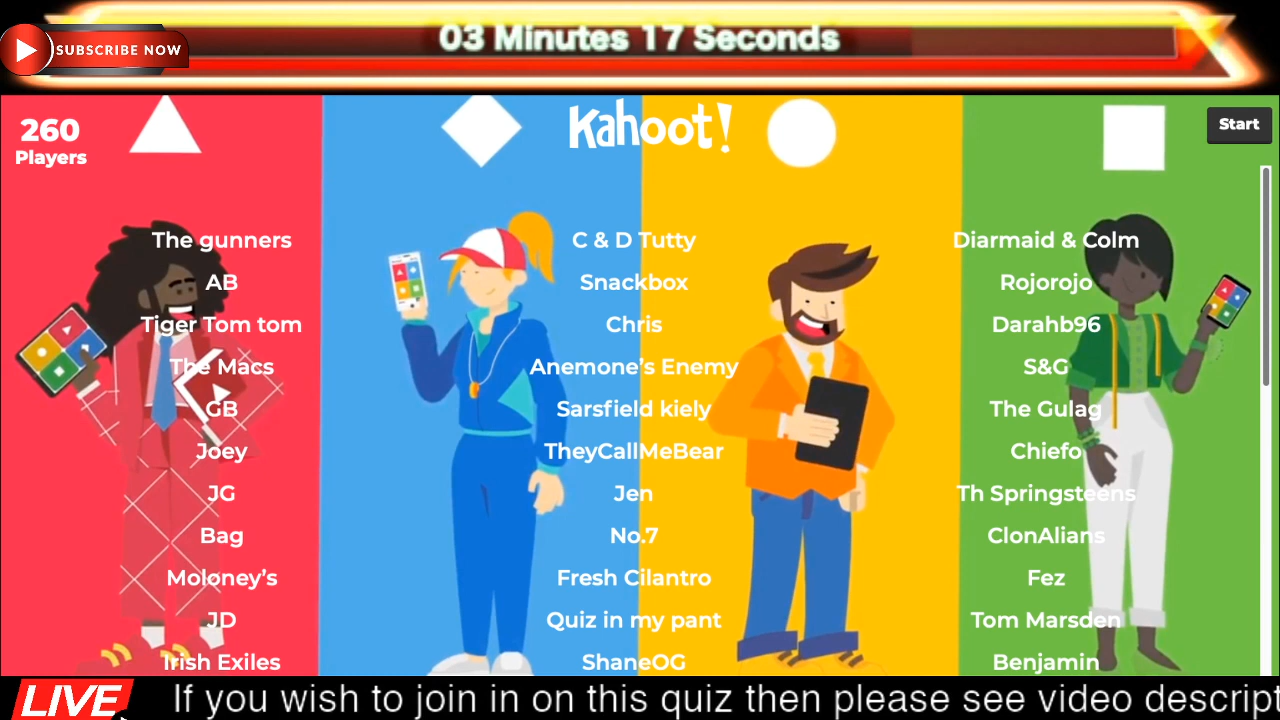 03 Minutes 17 Seconds
SUBSCRIBE NOW
260
Players
Kahoot!
Start
The gunners
C & D Tutty
Diarmaid & Colm
AB
Snackbox
Rojorojo
Tiger Tom tom
Chris
Darahb96
The Macs
Anemone's Enemy
S&G
GB
Sarsfield kiely
The Gulag
Joey
TheyCallMeBear
Chiefo
JG
Jen
Th Springsteens
Bag
No.7
ClonAlians
Moloney's
Fresh Cilantro
Fez
JD
Quiz in my pant
Tom Marsden
Irish Exiles
ShaneOG
Benjamin
LIVE
If you wish to join in on this quiz then please see video descript